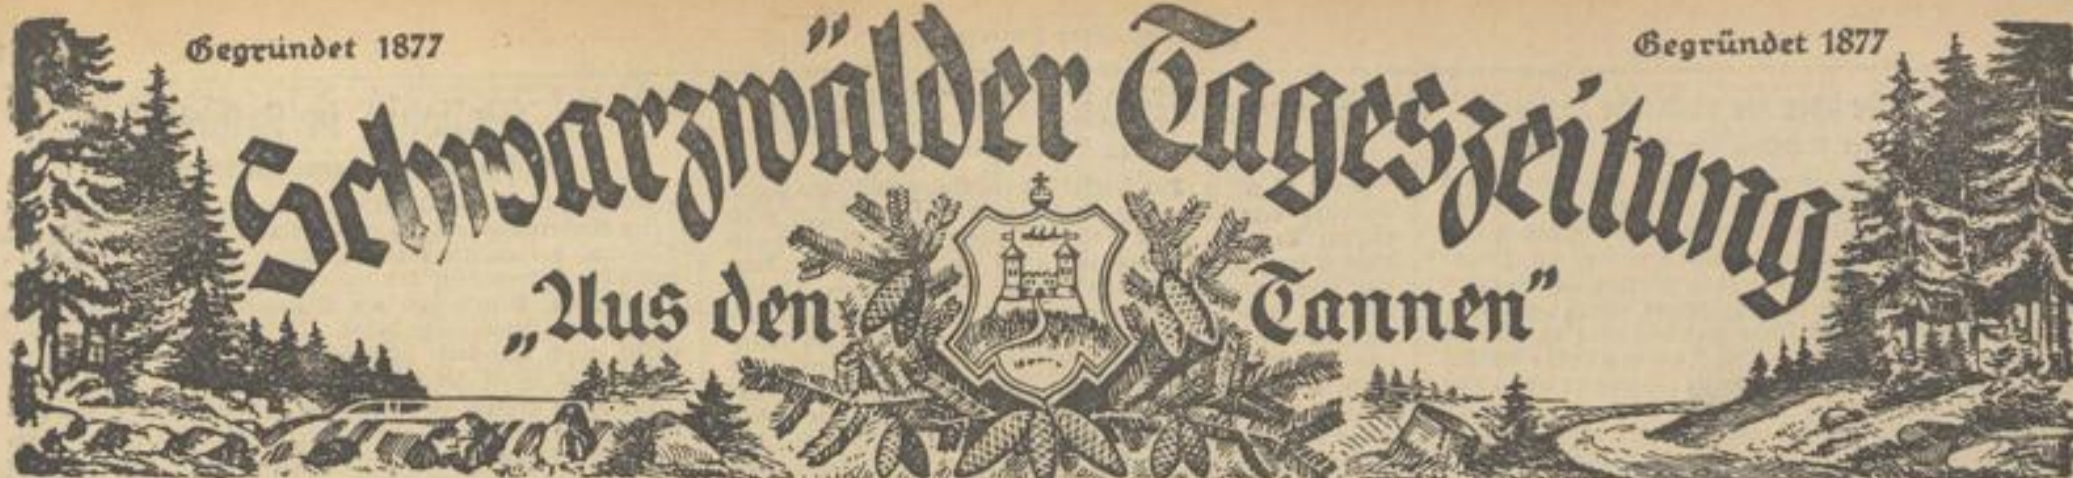 Gegründet 1877
Gegründet 1877
Schwarzwälder Tageszeitung
„Aus den Tannen“